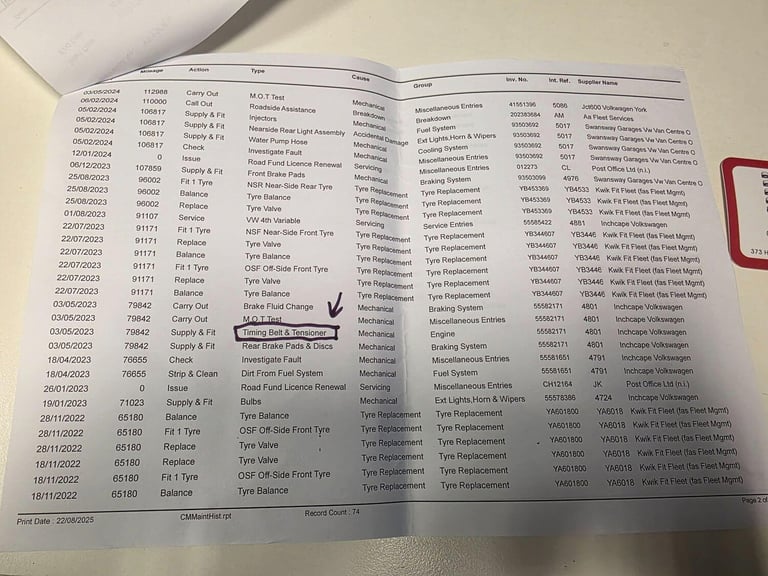 Mileage Action Type Cause Group Inv. No. Int. Ref. Supplier Name
03/05/2024 112988 Carry Out M.O.T Test Mechanical Miscellaneous Entries 41551396 5086 Jct600 Volkswagen York
06/02/2024 110000 Call Out Roadside Assistance Breakdown Breakdown 202383684 AM Aa Fleet Services
05/02/2024 106817 Supply & Fit Injectors Mechanical Fuel System 93503692 5017 Swansway Garages Vw Van Centre O
05/02/2024 106817 Supply & Fit Nearside Rear Light Assembly Accidental Damage Ext Lights,Horn & Wipers 93503692 5017 Swansway Garages Vw Van Centre O
05/02/2024 106817 Supply & Fit Water Pump Hose Mechanical Cooling System 93503692 5017 Swansway Garages Vw Van Centre O
05/02/2024 106817 Check Investigate Fault Mechanical Miscellaneous Entries 93503692 5017 Swansway Garages Vw Van Centre O
12/01/2024 0 Issue Road Fund Licence Renewal Servicing Miscellaneous Entries 012273 CL Post Office Ltd (n.i.)
06/12/2023 107859 Supply & Fit Front Brake Pads Mechanical Braking System 93503099 4976 Swansway Garages Vw Van Centre O
25/08/2023 96002 Fit 1 Tyre NSR Near-Side Rear Tyre Tyre Replacement Tyre Replacement YB453369 YB4533 Kwik Fit Fleet (fas Fleet Mgmt)
25/08/2023 96002 Balance Tyre Balance Tyre Replacement Tyre Replacement YB453369 YB4533 Kwik Fit Fleet (fas Fleet Mgmt)
25/08/2023 96002 Replace Tyre Valve Tyre Replacement Tyre Replacement YB453369 YB4533 Kwik Fit Fleet (fas Fleet Mgmt)
01/08/2023 91107 Service VW 4th Variable Servicing Service Entries 55585422 4861 Inchcape Volkswagen
22/07/2023 91171 Fit 1 Tyre NSF Near-Side Front Tyre Tyre Replacement Tyre Replacement YB344607 YB3446 Kwik Fit Fleet (fas Fleet Mgmt)
22/07/2023 91171 Replace Tyre Valve Tyre Replacement Tyre Replacement YB344607 YB3446 Kwik Fit Fleet (fas Fleet Mgmt)
22/07/2023 91171 Balance Tyre Balance Tyre Replacement Tyre Replacement YB344607 YB3446 Kwik Fit Fleet (fas Fleet Mgmt)
22/07/2023 91171 Fit 1 Tyre OSF Off-Side Front Tyre Tyre Replacement Tyre Replacement YB344607 YB3446 Kwik Fit Fleet (fas Fleet Mgmt)
22/07/2023 91171 Replace Tyre Valve Tyre Replacement Tyre Replacement YB344607 YB3446 Kwik Fit Fleet (fas Fleet Mgmt)
22/07/2023 91171 Balance Tyre Balance Tyre Replacement Tyre Replacement YB344607 YB3446 Kwik Fit Fleet (fas Fleet Mgmt)
03/05/2023 79842 Carry Out Brake Fluid Change Mechanical Braking System 55582171 4801 Inchcape Volkswagen
03/05/2023 79842 Carry Out M.O.T Test Mechanical Miscellaneous Entries 55582171 4801 Inchcape Volkswagen
03/05/2023 79842 Supply & Fit Timing Belt & Tensioner Mechanical Engine 55582171 4801 Inchcape Volkswagen
03/05/2023 79842 Supply & Fit Rear Brake Pads & Discs Mechanical Braking System 55582171 4801 Inchcape Volkswagen
18/04/2023 76655 Check Investigate Fault Mechanical Miscellaneous Entries 55581651 4791 Inchcape Volkswagen
18/04/2023 76655 Strip & Clean Dirt From Fuel System Mechanical Fuel System 55581651 4791 Inchcape Volkswagen
26/01/2023 0 Issue Road Fund Licence Renewal Servicing Miscellaneous Entries CH12164 JK Post Office Ltd (n.i.)
19/01/2023 71023 Supply & Fit Bulbs Mechanical Ext Lights,Horn & Wipers 55578386 4724 Inchcape Volkswagen
28/11/2022 65180 Balance Tyre Balance Tyre Replacement Tyre Replacement YA601800 YA6018 Kwik Fit Fleet (fas Fleet Mgmt)
28/11/2022 65180 Fit 1 Tyre OSF Off-Side Front Tyre Tyre Replacement Tyre Replacement YA601800 YA6018 Kwik Fit Fleet (fas Fleet Mgmt)
28/11/2022 65180 Replace Tyre Valve Tyre Replacement Tyre Replacement YA601800 YA6018 Kwik Fit Fleet (fas Fleet Mgmt)
18/11/2022 65180 Replace Tyre Valve Tyre Replacement Tyre Replacement YA601800 YA6018 Kwik Fit Fleet (fas Fleet Mgmt)
18/11/2022 65180 Fit 1 Tyre OSF Off-Side Front Tyre Tyre Replacement Tyre Replacement YA601800 YA6018 Kwik Fit Fleet (fas Fleet Mgmt)
18/11/2022 65180 Balance Tyre Balance Tyre Replacement Tyre Replacement YA601800 YA6018 Kwik Fit Fleet (fas Fleet Mgmt)
Print Date : 22/08/2025 CMMaintHist.rpt Record Count : 74 Page 2 of
373 H